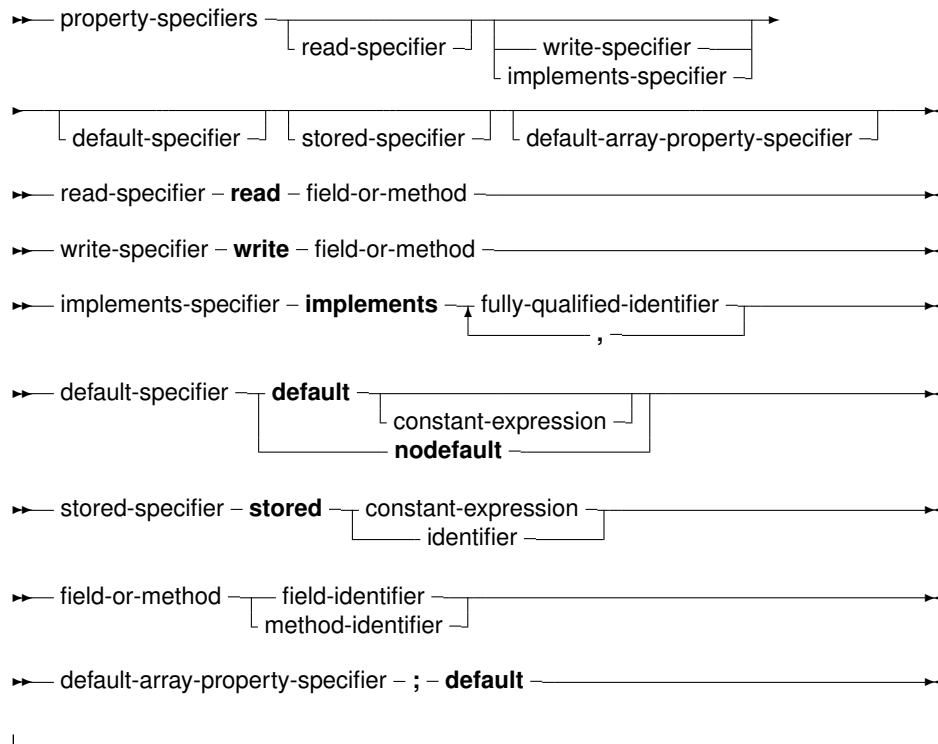 property-specifiers
read-specifier write-specifier
implements-specifier
default-specifier stored-specifier default-array-property-specifier
read-specifier read field-or-method
write-specifier write field-or-method
implements-specifier implements fully-qualified-identifier
,
default-specifier default
constant-expression
nodefault
stored-specifier stored constant-expression
identifier
field-or-method field-identifier
method-identifier
default-array-property-specifier ; default